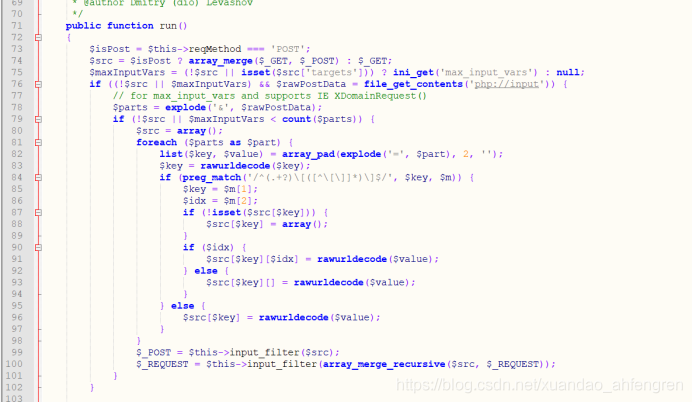 69 * @author Dmitry (dio) Levashov
70 */
71 public function run()
72 {
73 $isPost = $this->reqMethod === 'POST';
74 $src = $isPost ? array_merge($_GET, $_POST) : $_GET;
75 $maxInputVars = (!$src || isset($src['targets'])) ? ini_get('max_input_vars') : null;
76 if ((!$src || $maxInputVars) && $rawPostData = file_get_contents('php://input')) {
77 // for max_input_vars and supports IE XDomainRequest()
78 $parts = explode('&', $rawPostData);
79 if (!$src || $maxInputVars < count($parts)) {
80 $src = array();
81 foreach ($parts as $part) {
82 list($key, $value) = array_pad(explode('=', $part), 2, '');
83 $key = rawurldecode($key);
84 if (preg_match('/^(.+?)\[([^\[\]]*)\]$/', $key, $m)) {
85 $key = $m[1];
86 $idx = $m[2];
87 if (!isset($src[$key])) {
88 $src[$key] = array();
89 }
90 if ($idx) {
91 $src[$key][$idx] = rawurldecode($value);
92 } else {
93 $src[$key][] = rawurldecode($value);
94 }
95 } else {
96 $src[$key] = rawurldecode($value);
97 }
98 }
99 $_POST = $this->input_filter($src);
100 $_REQUEST = $this->input_filter(array_merge_recursive($src, $_REQUEST));
101 }
102 }
103
https://blog.csdn.net/xuandao_ahfengren